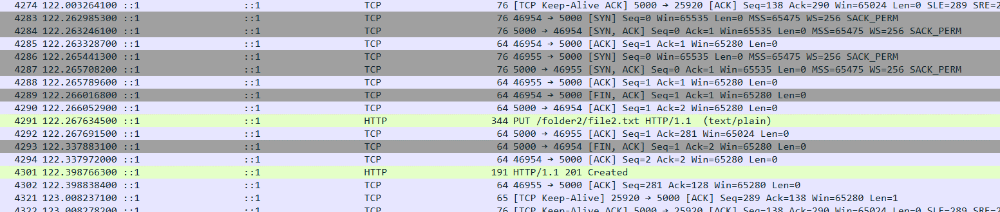 4274 122.003264100 ::1 ::1 TCP 76 [TCP Keep-Alive ACK] 5000 → 25920 [ACK] Seq=138 Ack=290 Win=65024 Len=0 SLE=289 SRE=2
4283 122.262985300 ::1 ::1 TCP 76 46954 → 5000 [SYN] Seq=0 Win=65535 Len=0 MSS=65475 WS=256 SACK_PERM
4284 122.263246100 ::1 ::1 TCP 76 5000 → 46954 [SYN, ACK] Seq=0 Ack=1 Win=65535 Len=0 MSS=65475 WS=256 SACK_PERM
4285 122.263328700 ::1 ::1 TCP 64 46954 → 5000 [ACK] Seq=1 Ack=1 Win=65280 Len=0
4286 122.265441300 ::1 ::1 TCP 76 46955 → 5000 [SYN] Seq=0 Win=65535 Len=0 MSS=65475 WS=256 SACK_PERM
4287 122.265708200 ::1 ::1 TCP 76 5000 → 46955 [SYN, ACK] Seq=0 Ack=1 Win=65535 Len=0 MSS=65475 WS=256 SACK_PERM
4288 122.265789600 ::1 ::1 TCP 64 46955 → 5000 [ACK] Seq=1 Ack=1 Win=65280 Len=0
4289 122.266016800 ::1 ::1 TCP 64 46954 → 5000 [FIN, ACK] Seq=1 Ack=1 Win=65280 Len=0
4290 122.266052900 ::1 ::1 TCP 64 5000 → 46954 [ACK] Seq=1 Ack=2 Win=65280 Len=0
4291 122.267634500 ::1 ::1 HTTP 344 PUT /folder2/file2.txt HTTP/1.1 (text/plain)
4292 122.267691500 ::1 ::1 TCP 64 5000 → 46955 [ACK] Seq=1 Ack=281 Win=65024 Len=0
4293 122.337883100 ::1 ::1 TCP 64 5000 → 46954 [FIN, ACK] Seq=1 Ack=2 Win=65280 Len=0
4294 122.337972000 ::1 ::1 TCP 64 46954 → 5000 [ACK] Seq=2 Ack=2 Win=65280 Len=0
4301 122.398766300 ::1 ::1 HTTP 191 HTTP/1.1 201 Created
4302 122.398838400 ::1 ::1 TCP 64 46955 → 5000 [ACK] Seq=281 Ack=128 Win=65280 Len=0
4321 123.008237100 ::1 ::1 TCP 65 [TCP Keep-Alive] 25920 → 5000 [ACK] Seq=289 Ack=138 Win=65280 Len=1
4322 123.008278200 ::1 ::1 TCP 76 [TCP Keep-Alive ACK] 5000 → 25920 [ACK] Seq=138 Ack=290 Win=65024 Len=0 SLE=289 SRE=2